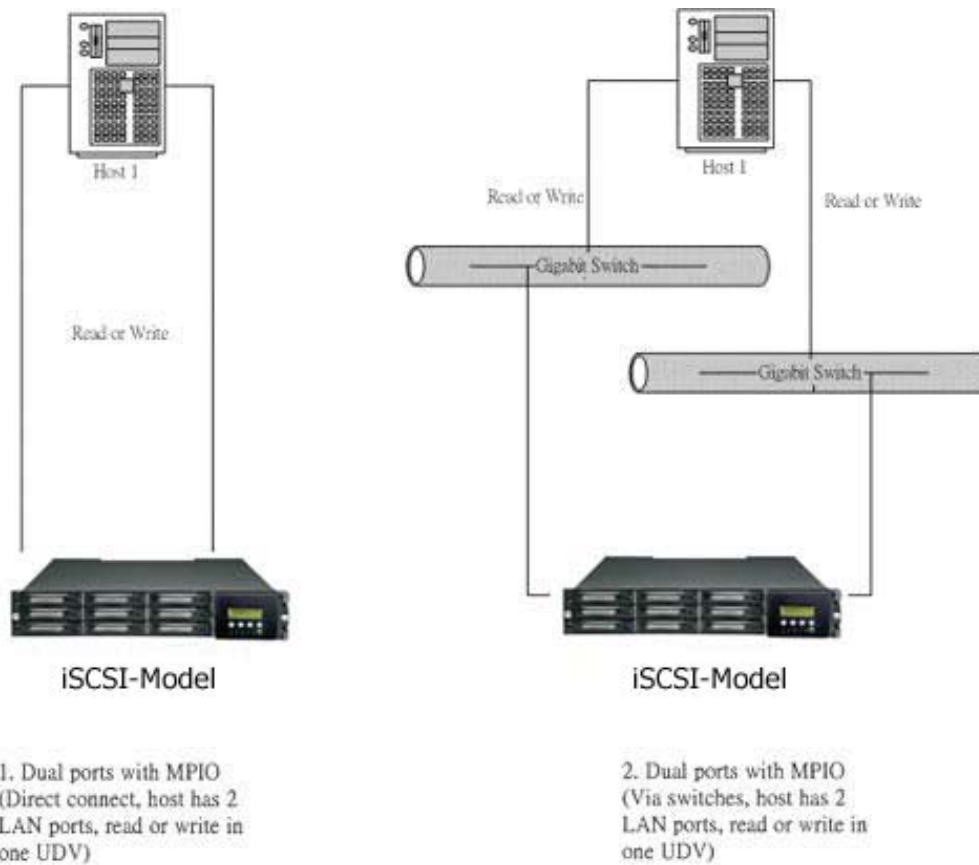 Host 1
Read or Write
iSCSI-Model
1. Dual ports with MPIO
(Direct connect, host has 2
LAN ports, read or write in
one UDV)
Host 1
Read or Write
Read or Write
Gigabit Switch
Gigabit Switch
iSCSI-Model
2. Dual ports with MPIO
(Via switches, host has 2
LAN ports, read or write in
one UDV)